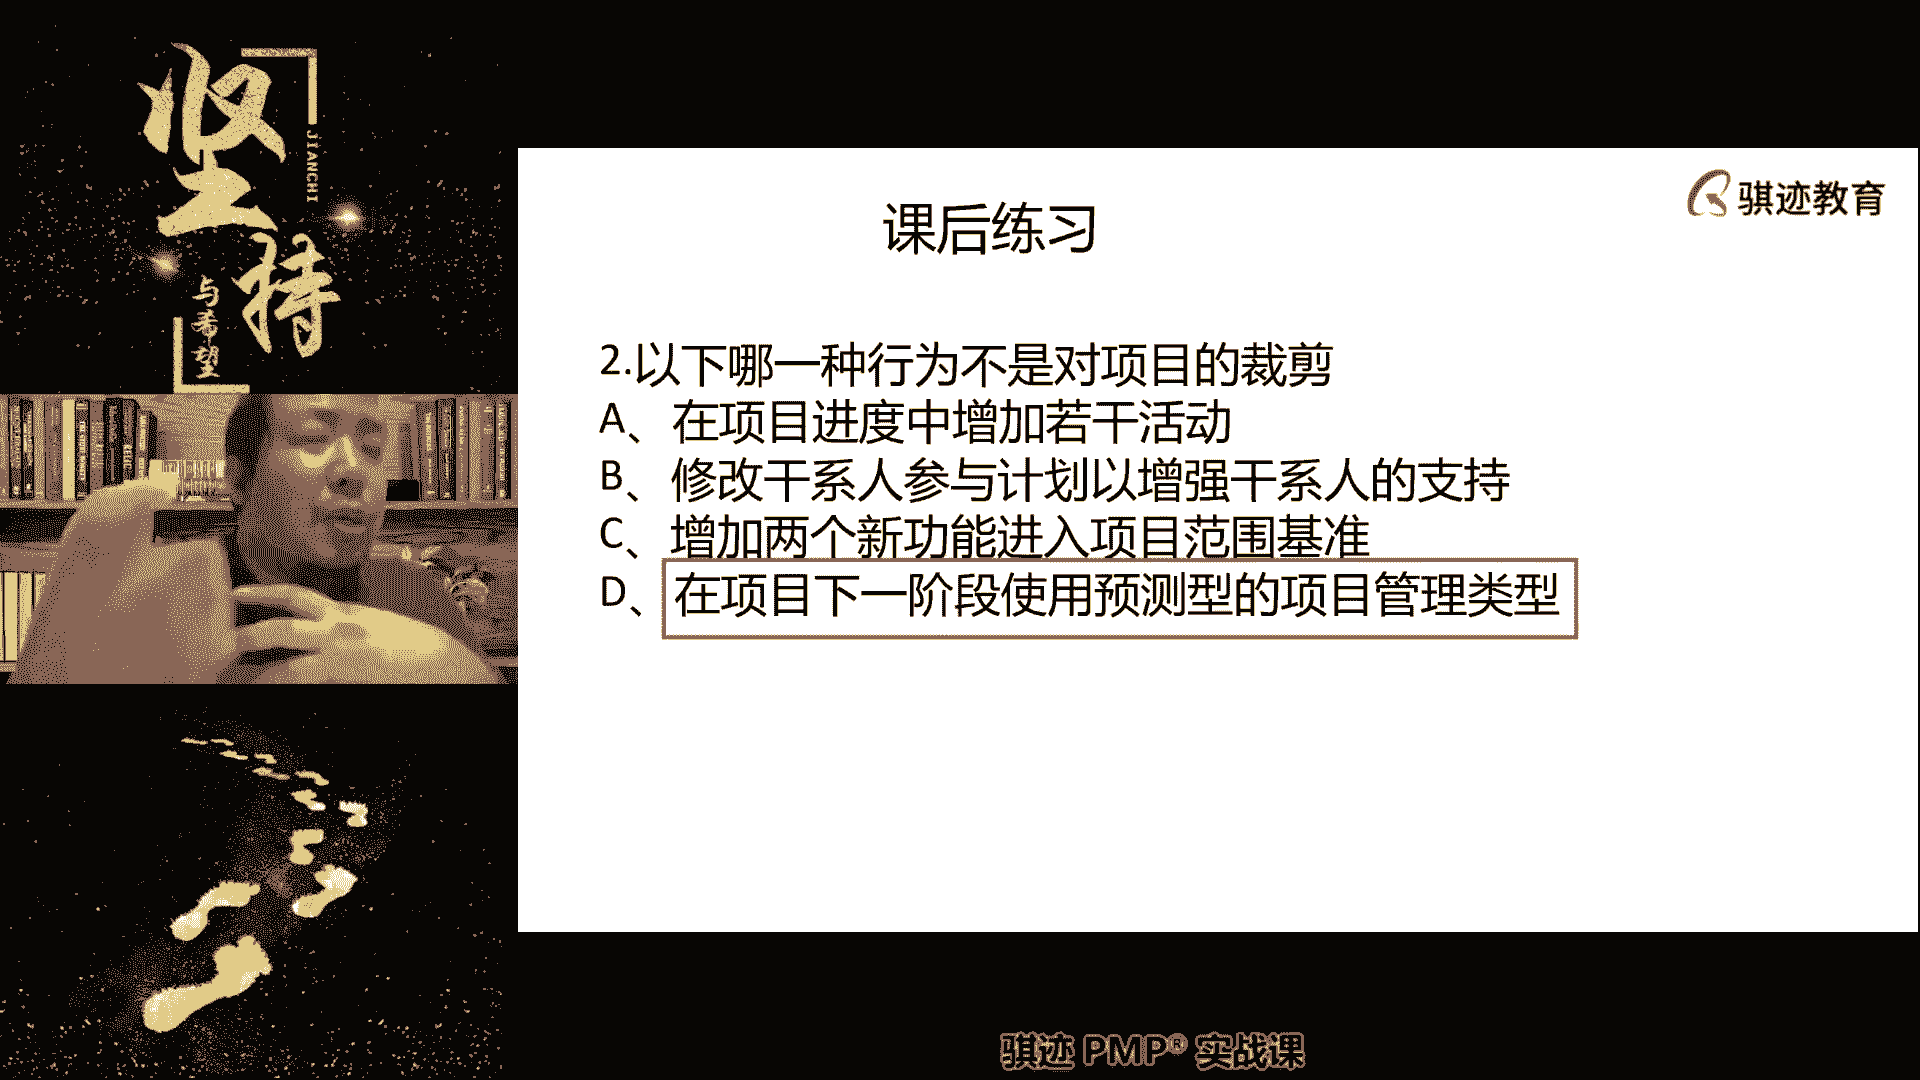 坚持
JIANCHI
与希望
骐迹教育
课后练习
2.以下哪一种行为不是对项目的裁剪
A、在项目进度中增加若干活动
B、修改干系人参与计划以增强干系人的支持
C、增加两个新功能进入项目范围基准
D、在项目下一阶段使用预测型的项目管理类型
骐迹 PMP® 实战课